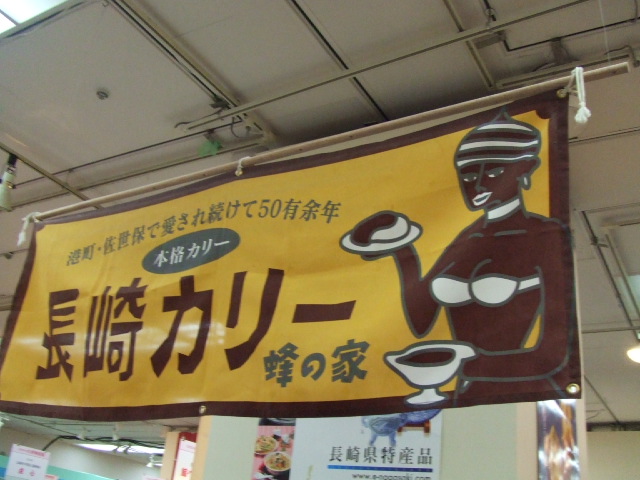 港町・佐世保で愛され続けて50有余年
本格カリー
長崎カリー
蜂の家
長崎県特産品